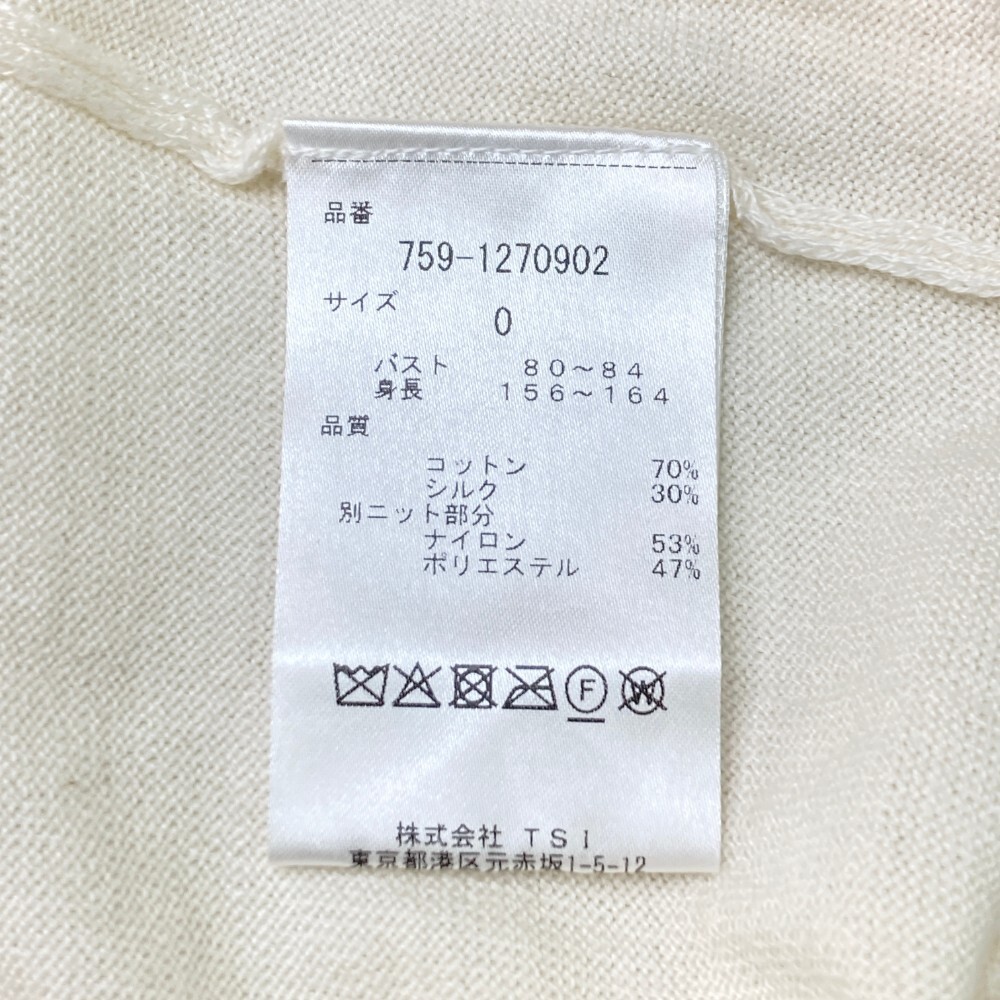 品番
759-1270902
サイズ
0
バスト 80～84
身長 156～164
品質
コットン 70%
シルク 30%
別ニット部分
ナイロン 53%
ポリエステル 47%
F W
株式会社 TSI
東京都港区元赤坂1-5-12